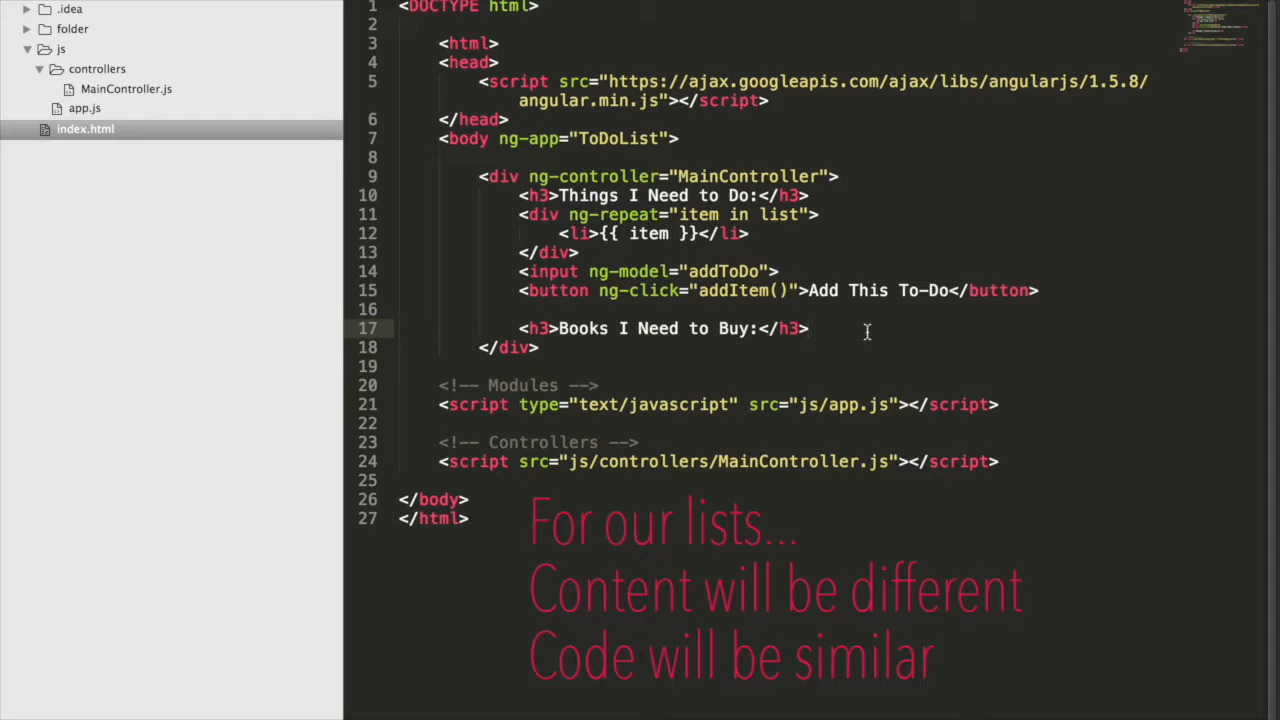 .idea
folder
js
controllers
MainController.js
app.js
index.html
1 <DOCTYPE html>
2
3 <html>
4 <head>
5 <script src="https://ajax.googleapis.com/ajax/libs/angularjs/1.5.8/
angular.min.js"></script>
6 </head>
7 <body ng-app="ToDoList">
8
9 <div ng-controller="MainController">
10 <h3>Things I Need to Do:</h3>
11 <div ng-repeat="item in list">
12 <li>{{ item }}</li>
13 </div>
14 <input ng-model="addToDo">
15 <button ng-click="addItem()">Add This To-Do</button>
16
17 <h3>Books I Need to Buy:</h3>
18 </div>
19
20 <!-- Modules -->
21 <script type="text/javascript" src="js/app.js"></script>
22
23 <!-- Controllers -->
24 <script src="js/controllers/MainController.js"></script>
25
26 </body>
27 </html>
For our lists...
Content will be different
Code will be similar